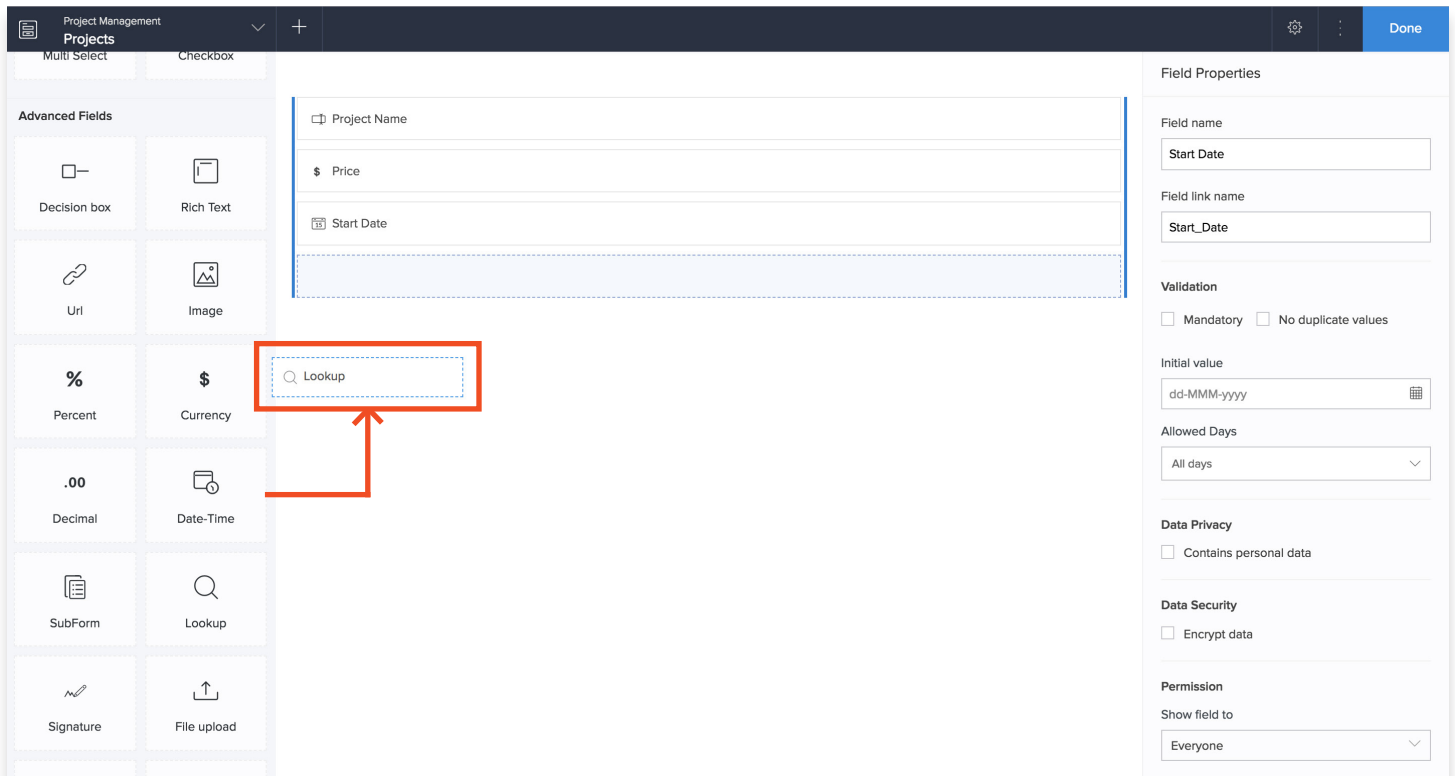 Project Management
Projects
Done
Multi Select
Checkbox
Advanced Fields
Decision box
Rich Text
Url
Image
%
$
Percent
Currency
.00
Decimal
Date-Time
SubForm
Lookup
Signature
File upload
Project Name
$ Price
15 Start Date
Lookup
Field Properties
Field name
Start Date
Field link name
Start_Date
Validation
Mandatory
No duplicate values
Initial value
dd-MMM-yyyy
Allowed Days
All days
Data Privacy
Contains personal data
Data Security
Encrypt data
Permission
Show field to
Everyone